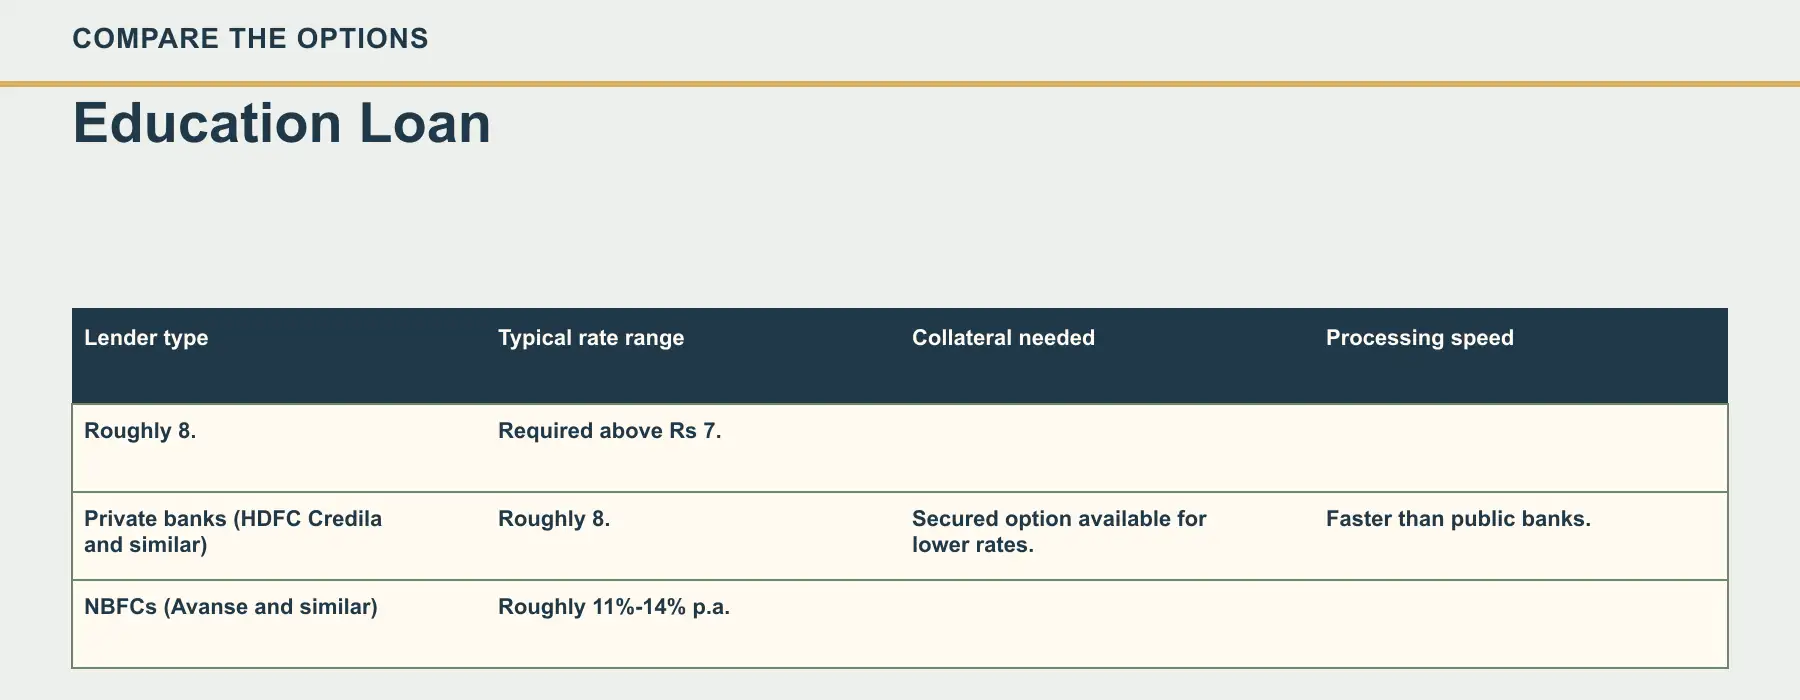 COMPARE THE OPTIONS
Education Loan
Lender type Typical rate range Collateral needed Processing speed
Roughly 8. Required above Rs 7.
Private banks (HDFC Credila Roughly 8. Secured option available for Faster than public banks.
and similar) lower rates.
NBFCs (Avanse and similar) Roughly 11%-14% p.a.